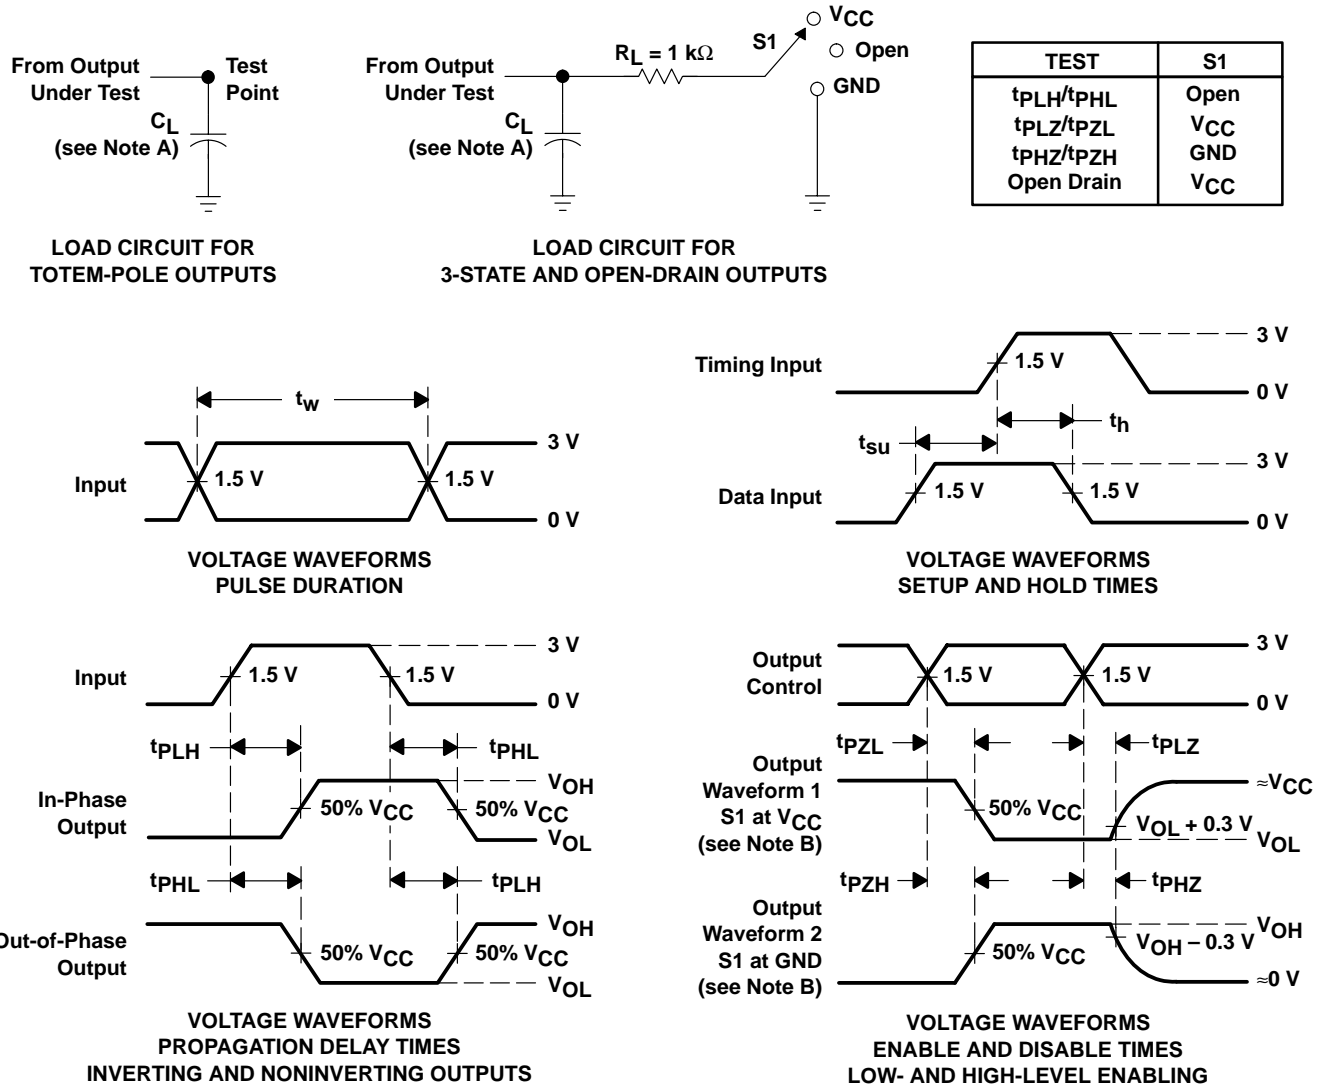 From Output Under Test
Test Point
CL (see Note A)
LOAD CIRCUIT FOR
TOTEM-POLE OUTPUTS
From Output Under Test
RL = 1 kΩ
S1
VCC
Open
GND
CL (see Note A)
LOAD CIRCUIT FOR
3-STATE AND OPEN-DRAIN OUTPUTS
TEST S1
tPLH/tPHL Open
tPLZ/tPZL VCC
tPHZ/tPZH GND
Open Drain VCC
tw
Input
1.5 V
1.5 V
3 V
0 V
VOLTAGE WAVEFORMS
PULSE DURATION
Timing Input
1.5 V
3 V
0 V
tsu
th
Data Input
1.5 V
1.5 V
3 V
0 V
VOLTAGE WAVEFORMS
SETUP AND HOLD TIMES
Input
1.5 V
1.5 V
3 V
0 V
tPLH
tPHL
In-Phase
Output
50% VCC
50% VCC
VOH
VOL
tPHL
tPLH
Out-of-Phase
Output
50% VCC
50% VCC
VOH
VOL
VOLTAGE WAVEFORMS
PROPAGATION DELAY TIMES
INVERTING AND NONINVERTING OUTPUTS
Output
Control
1.5 V
1.5 V
3 V
0 V
tPZL
tPLZ
Output
Waveform 1
S1 at VCC
(see Note B)
50% VCC
≈VCC
VOL + 0.3 V
VOL
tPZH
tPHZ
Output
Waveform 2
S1 at GND
(see Note B)
50% VCC
VOH
VOH − 0.3 V
≈0 V
VOLTAGE WAVEFORMS
ENABLE AND DISABLE TIMES
LOW- AND HIGH-LEVEL ENABLING